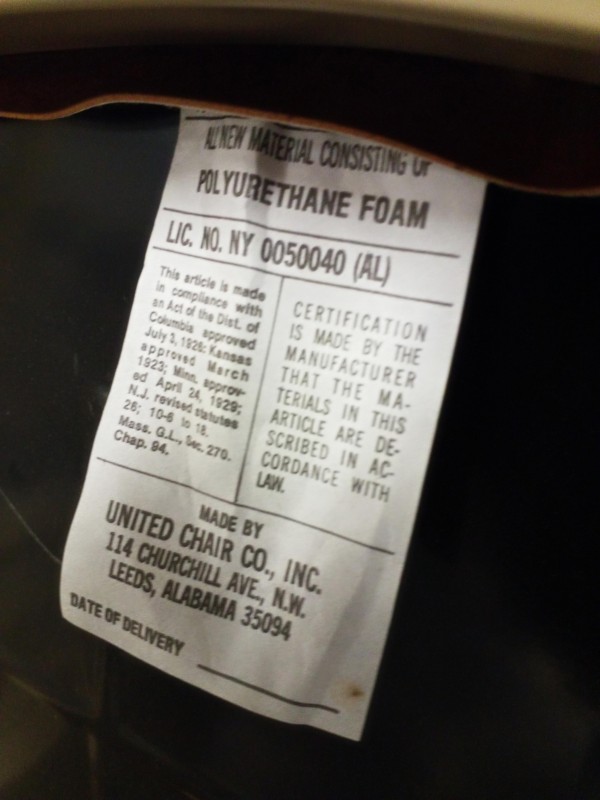 ALL NEW MATERIAL CONSISTING OF
POLYURETHANE FOAM
LIC. NO. NY 0050040 (AL)
This article is made
in compliance with
an Act of the Dist. of
Columbia approved
July 3, 1926; Kansas
approved March
1923; Minn. approv-
ed April 24, 1929;
N.J. revised statutes
26; 10-6 to 18.
Mass. G.L., Sec. 270.
Chap. 94.
CERTIFICATION
IS MADE BY THE
MANUFACTURER
THAT THE MA-
TERIALS IN THIS
ARTICLE ARE DE-
SCRIBED IN AC-
CORDANCE WITH
LAW.
MADE BY
UNITED CHAIR CO., INC.
114 CHURCHILL AVE., N.W.
LEEDS, ALABAMA 35094
DATE OF DELIVERY